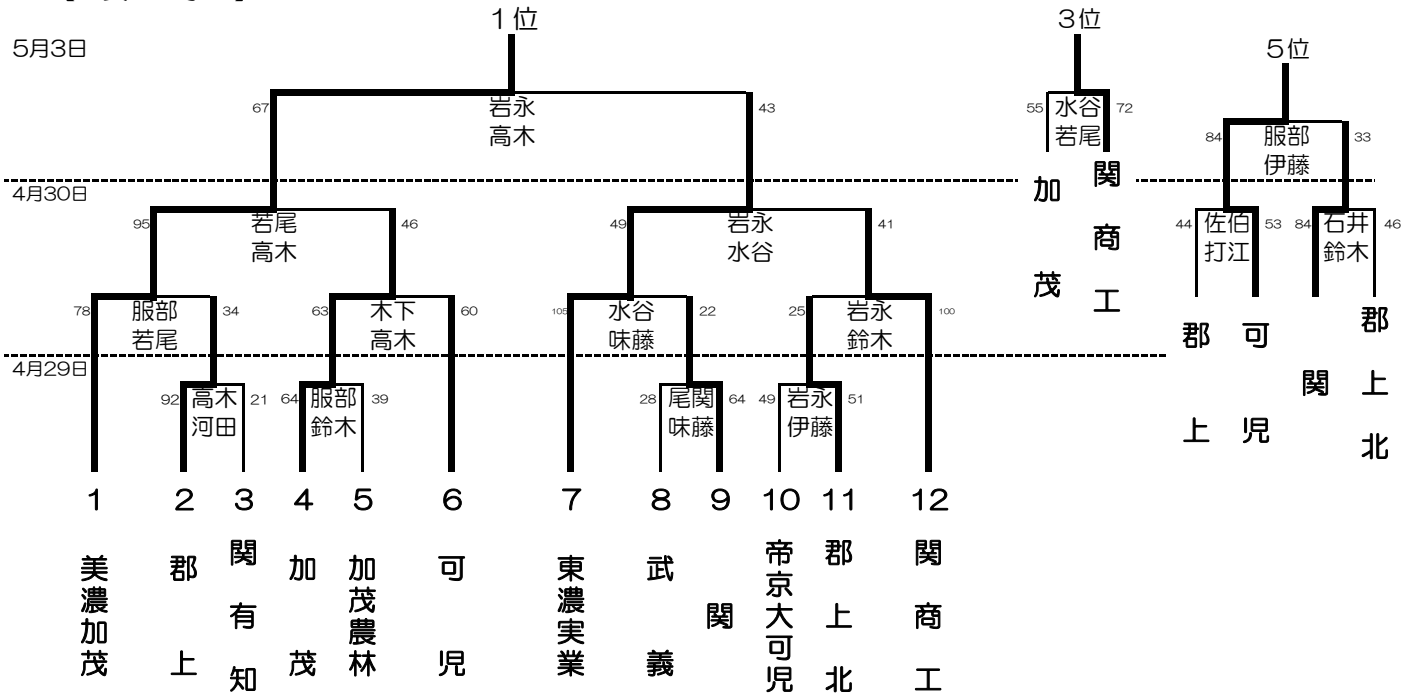 1位
3位
5月3日
5位
67
岩永
高木
43
55
水谷
若尾
72
84
服部
伊藤
33
4月30日
加茂
関商工
95
若尾
高木
46
49
岩永
水谷
41
44
佐伯
打江
53
84
石井
鈴木
46
78
服部
若尾
34
63
木下
高木
60
105
水谷
味藤
22
25
岩永
鈴木
100
郡上
可児
関
郡上北
4月29日
92
高木
河田
21
64
服部
鈴木
39
28
尾関
味藤
64
49
岩永
伊藤
51
1 2 3 4 5 6 7 8 9 10 11 12
美濃加茂
郡上
関有知
加茂
加茂農林
可児
東濃実業
武義
関
帝京大可児
郡上北
関商工